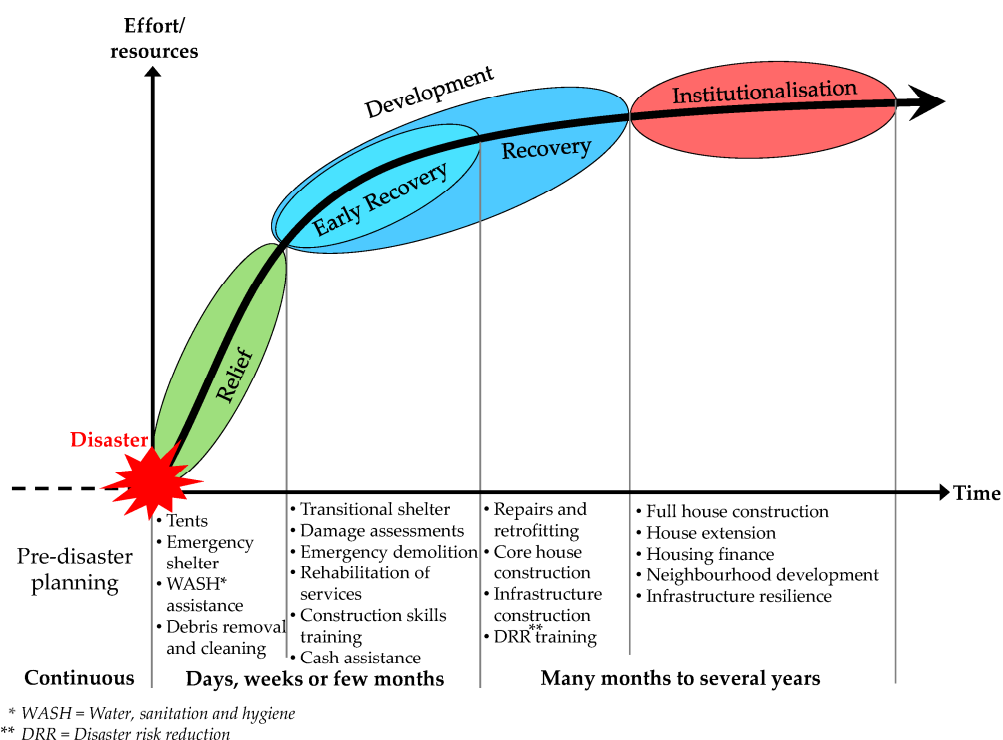 Effort/
resources
Development
Institutionalisation
Recovery
Early Recovery
Relief
Disaster
Time
Pre-disaster
planning
• Tents
• Emergency
shelter
• WASH*
assistance
• Debris removal
and cleaning
• Transitional shelter
• Damage assessments
• Emergency demolition
• Rehabilitation of
services
• Construction skills
training
• Cash assistance
• Repairs and
retrofitting
• Core house
construction
• Infrastructure
construction
• DRR** training
• Full house construction
• House extension
• Housing finance
• Neighbourhood development
• Infrastructure resilience
Continuous
Days, weeks or few months
Many months to several years
* WASH = Water, sanitation and hygiene
** DRR = Disaster risk reduction